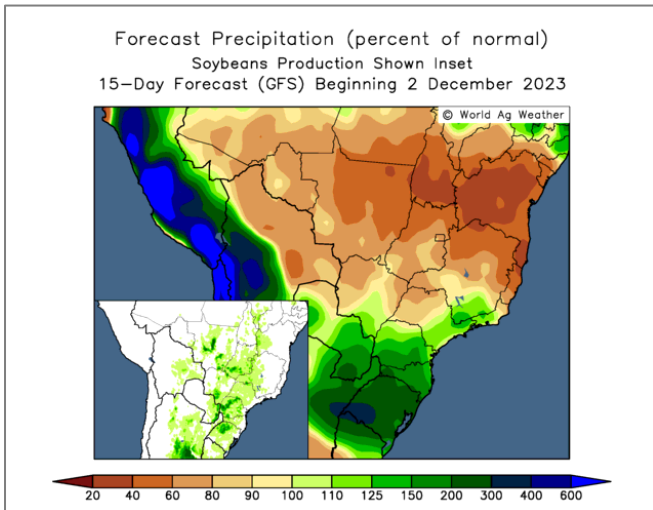 Forecast Precipitation (percent of normal)
Soybeans Production Shown Inset
15-Day Forecast (GFS) Beginning 2 December 2023
© World Ag Weather
20 40 60 80 90 100 110 125 150 200 300 400 600